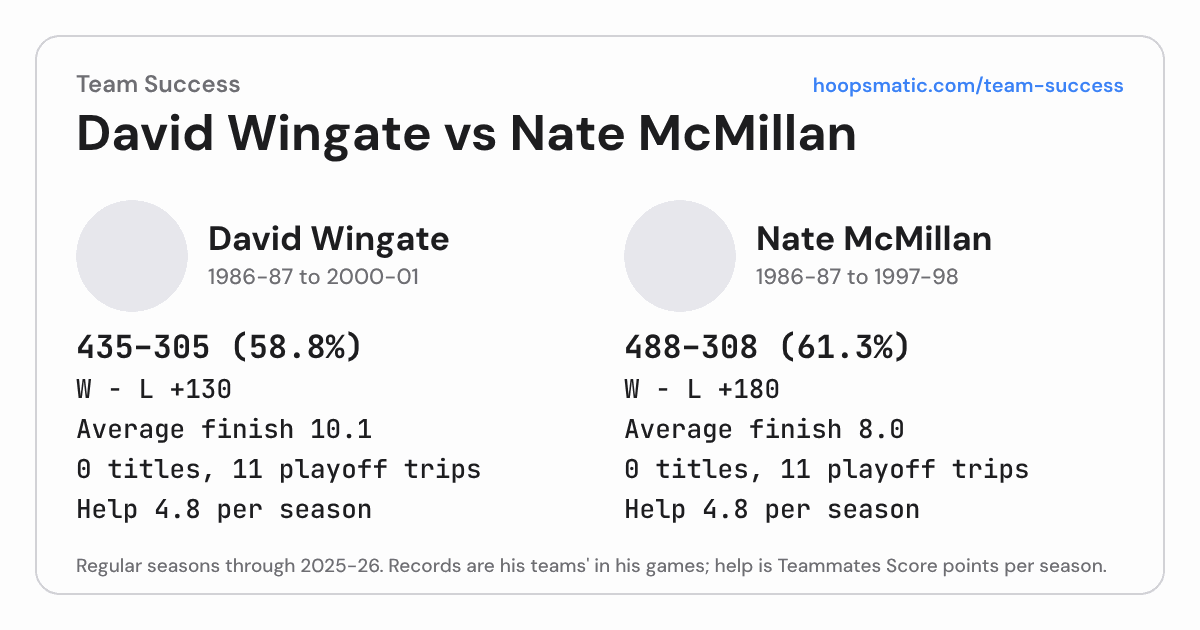 Team Success
hoopsmatic.com/team-success
David Wingate vs Nate McMillan
David Wingate
1986-87 to 2000-01
435-305 (58.8%)
W - L +130
Average finish 10.1
0 titles, 11 playoff trips
Help 4.8 per season
Nate McMillan
1986-87 to 1997-98
488-308 (61.3%)
W - L +180
Average finish 8.0
0 titles, 11 playoff trips
Help 4.8 per season
Regular seasons through 2025-26. Records are his teams' in his games; help is Teammates Score points per season.